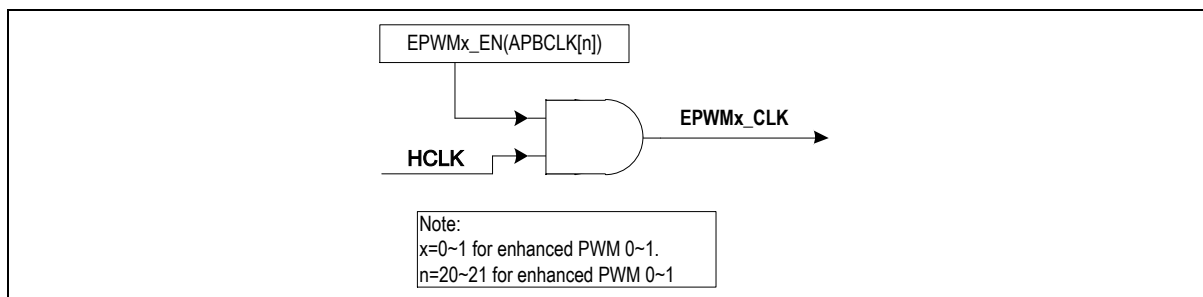 EPWMx_EN(APBCLK[n])
EPWMx_CLK
HCLK
Note:
x=0~1 for enhanced PWM 0~1.
n=20~21 for enhanced PWM 0~1